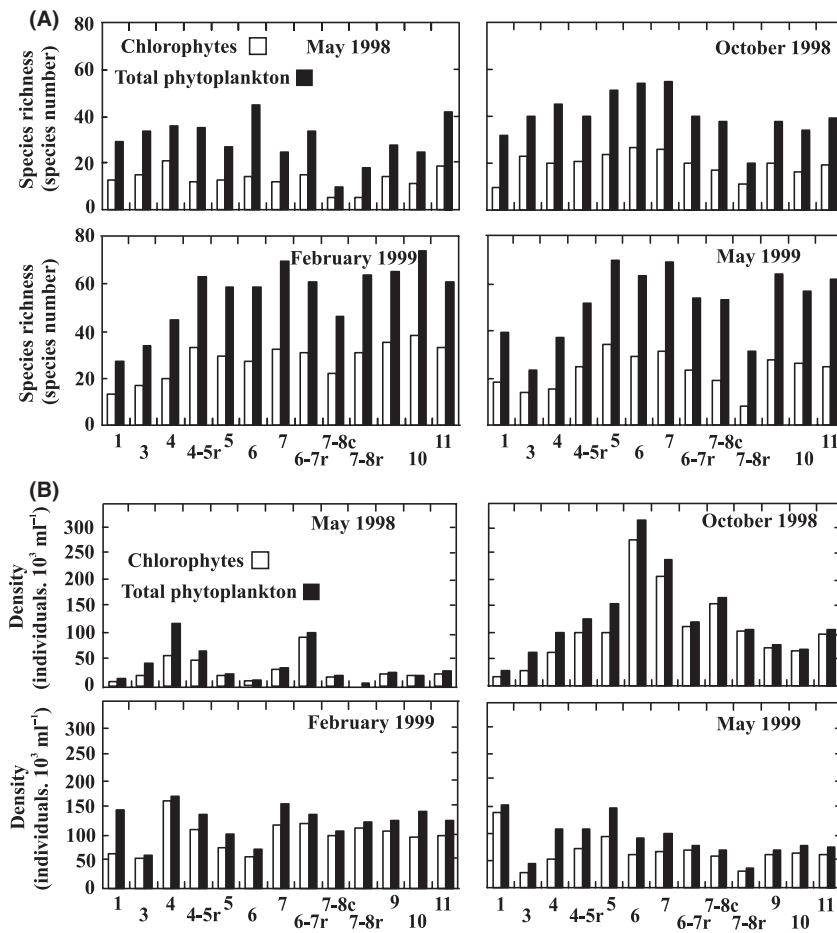 (A)
80
60
40
20
0
Species richness
(species number)
Chlorophytes
May 1998
Total phytoplankton
October 1998
80
60
40
20
0
Species richness
(species number)
February 1999
May 1999
1 3 4 4-5r 5 6 7 6-7r 7-8c 7-8r 10 11
1 3 4 4-5r 5 6 7 6-7r 7-8c 7-8r 10 11
(B)
300
250
200
150
100
50
0
Density
(individuals. 10³ ml⁻¹)
May 1998
Chlorophytes
Total phytoplankton
October 1998
300
250
200
150
100
50
0
Density
(individuals. 10³ ml⁻¹)
February 1999
May 1999
1 3 4 4-5r 5 6 7 6-7r 7-8c 7-8r 9 10 11
1 3 4 4-5r 5 6 7 6-7r 7-8c 7-8r 9 10 11